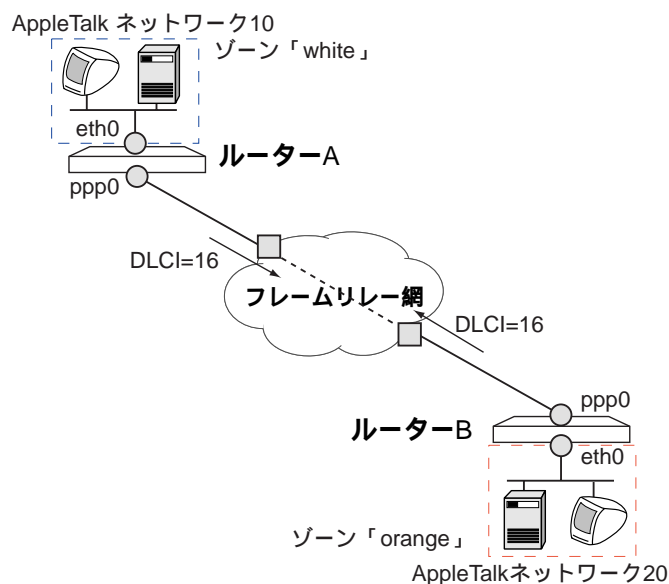 AppleTalk ネットワーク10
ゾーン「white」
eth0
ルーターA
ppp0
DLCI=16
フレームリレー網
DLCI=16
ppp0
ルーターB
eth0
ゾーン「orange」
AppleTalkネットワーク20